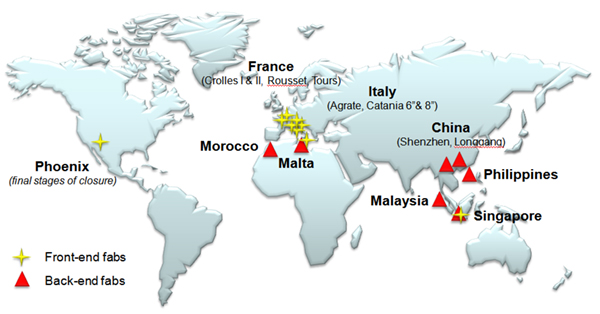 France
(Crolles I & II, Rousset, Tours)
Italy
(Agrate, Catania 6"& 8")
China
(Shenzhen, Longgang)
Morocco
Malta
Phoenix
(final stages of closure)
Philippines
Malaysia
Singapore
Front-end fabs
Back-end fabs